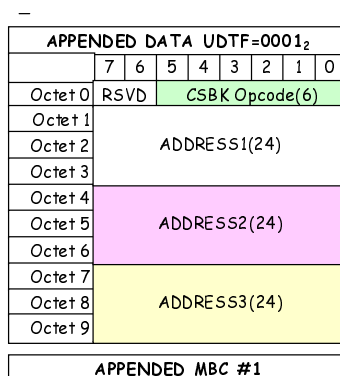 APPENDED DATA UDTF=0001₂
7 6 5 4 3 2 1 0
Octet 0 RSVD CSBK Opcode(6)
Octet 1
Octet 2 ADDRESS1(24)
Octet 3
Octet 4
Octet 5 ADDRESS2(24)
Octet 6
Octet 7
Octet 8 ADDRESS3(24)
Octet 9
APPENDED MBC #1